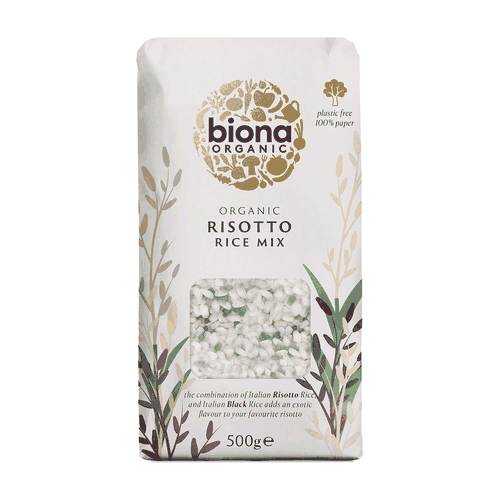 biona
ORGANIC
plastic free
100% paper
ORGANIC
RISOTTO
RICE MIX
the combination of Italian Risotto Rice,
and Italian Black Rice adds an exotic
flavour to your favourite risotto
500g℮